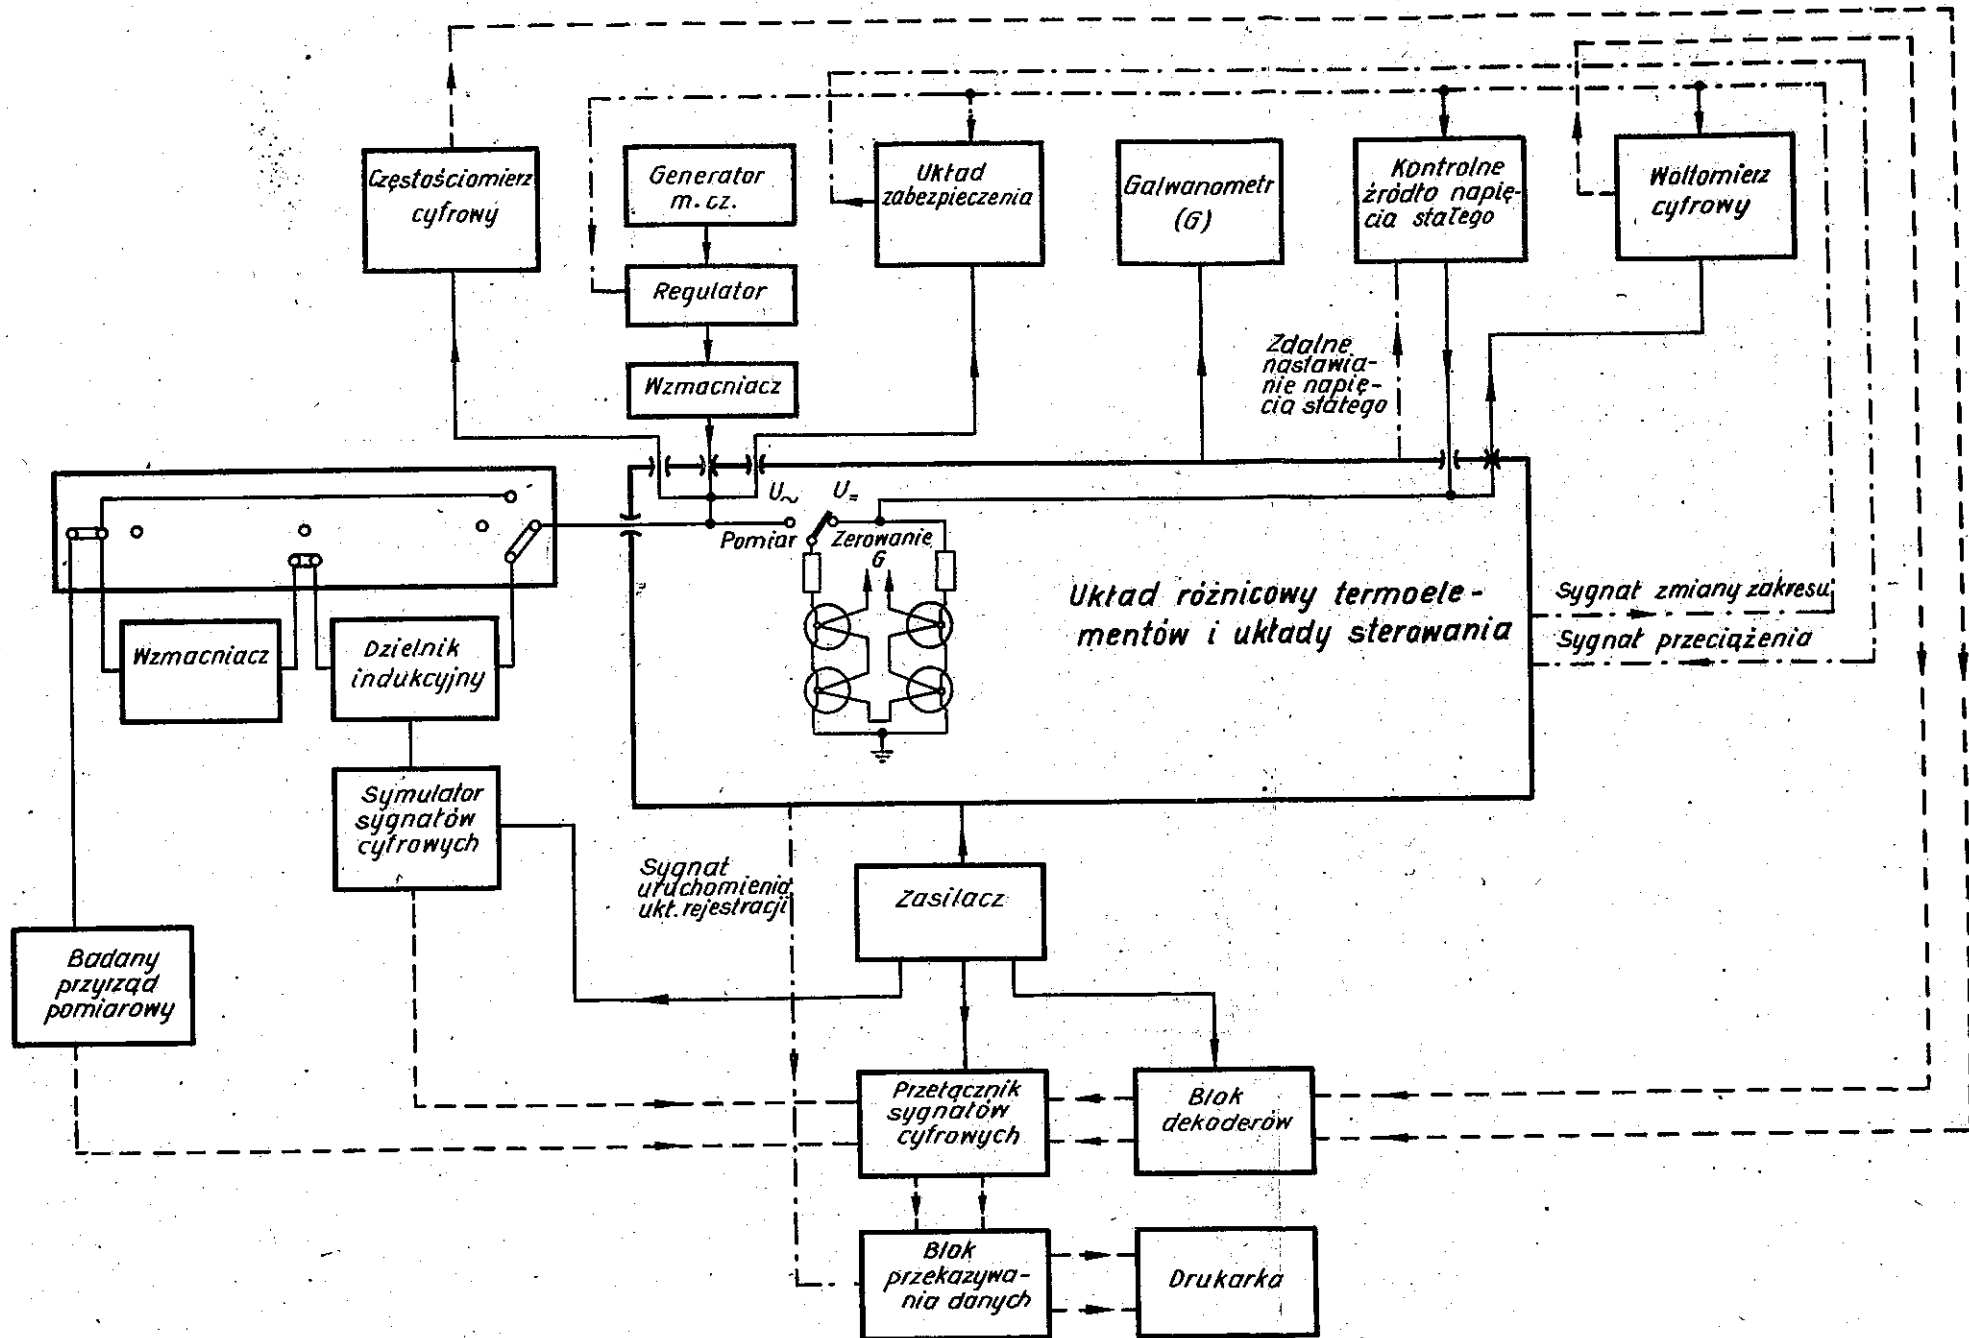 Częstościomierz
cyfrowy
Generator
m. cz.
Regulator
Wzmacniacz
Układ
zabezpieczenia
Galwanometr
(G)
Kontrolne
źródło napię-
cia stałego
Woltomierz
cyfrowy
Zdalne
nastawia-
nie napię-
cia stałego
U~
U=
Pomiar
Zerowanie
G
Układ różnicowy termoele-
mentów i układy sterowania
Sygnał zmiany zakresu
Sygnał przeciążenia
Wzmacniacz
Dzielnik
indukcyjny
Symulator
sygnałów
cyfrowych
Sygnał
uruchomienia
ukł. rejestracji
Zasilacz
Badany
przyrząd
pomiarowy
Przełącznik
sygnałów
cyfrowych
Blok
dekoderów
Blok
przekazywa-
nia danych
Drukarka